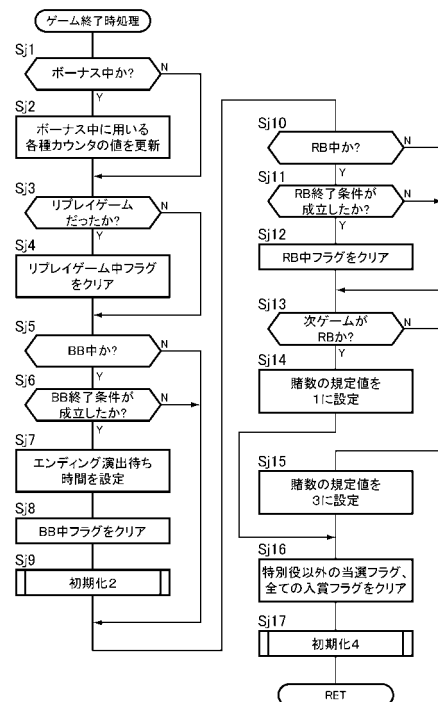 ゲーム終了時処理
Sj1
ボーナス中か?
N
Y
Sj2
ボーナス中に用いる
各種カウンタの値を更新
Sj3
リプレイゲーム
だったか?
N
Y
Sj4
リプレイゲーム中フラグ
をクリア
Sj5
BB中か?
N
Y
Sj6
BB終了条件が
成立したか?
N
Y
Sj7
エンディング演出待ち
時間を設定
Sj8
BB中フラグをクリア
Sj9
初期化2
Sj10
RB中か?
N
Y
Sj11
RB終了条件が
成立したか?
N
Y
Sj12
RB中フラグをクリア
Sj13
次ゲームが
RBか?
N
Y
Sj14
賭数の規定値を
1に設定
Sj15
賭数の規定値を
3に設定
Sj16
特別役以外の当選フラグ、
全ての入賞フラグをクリア
Sj17
初期化4
RET